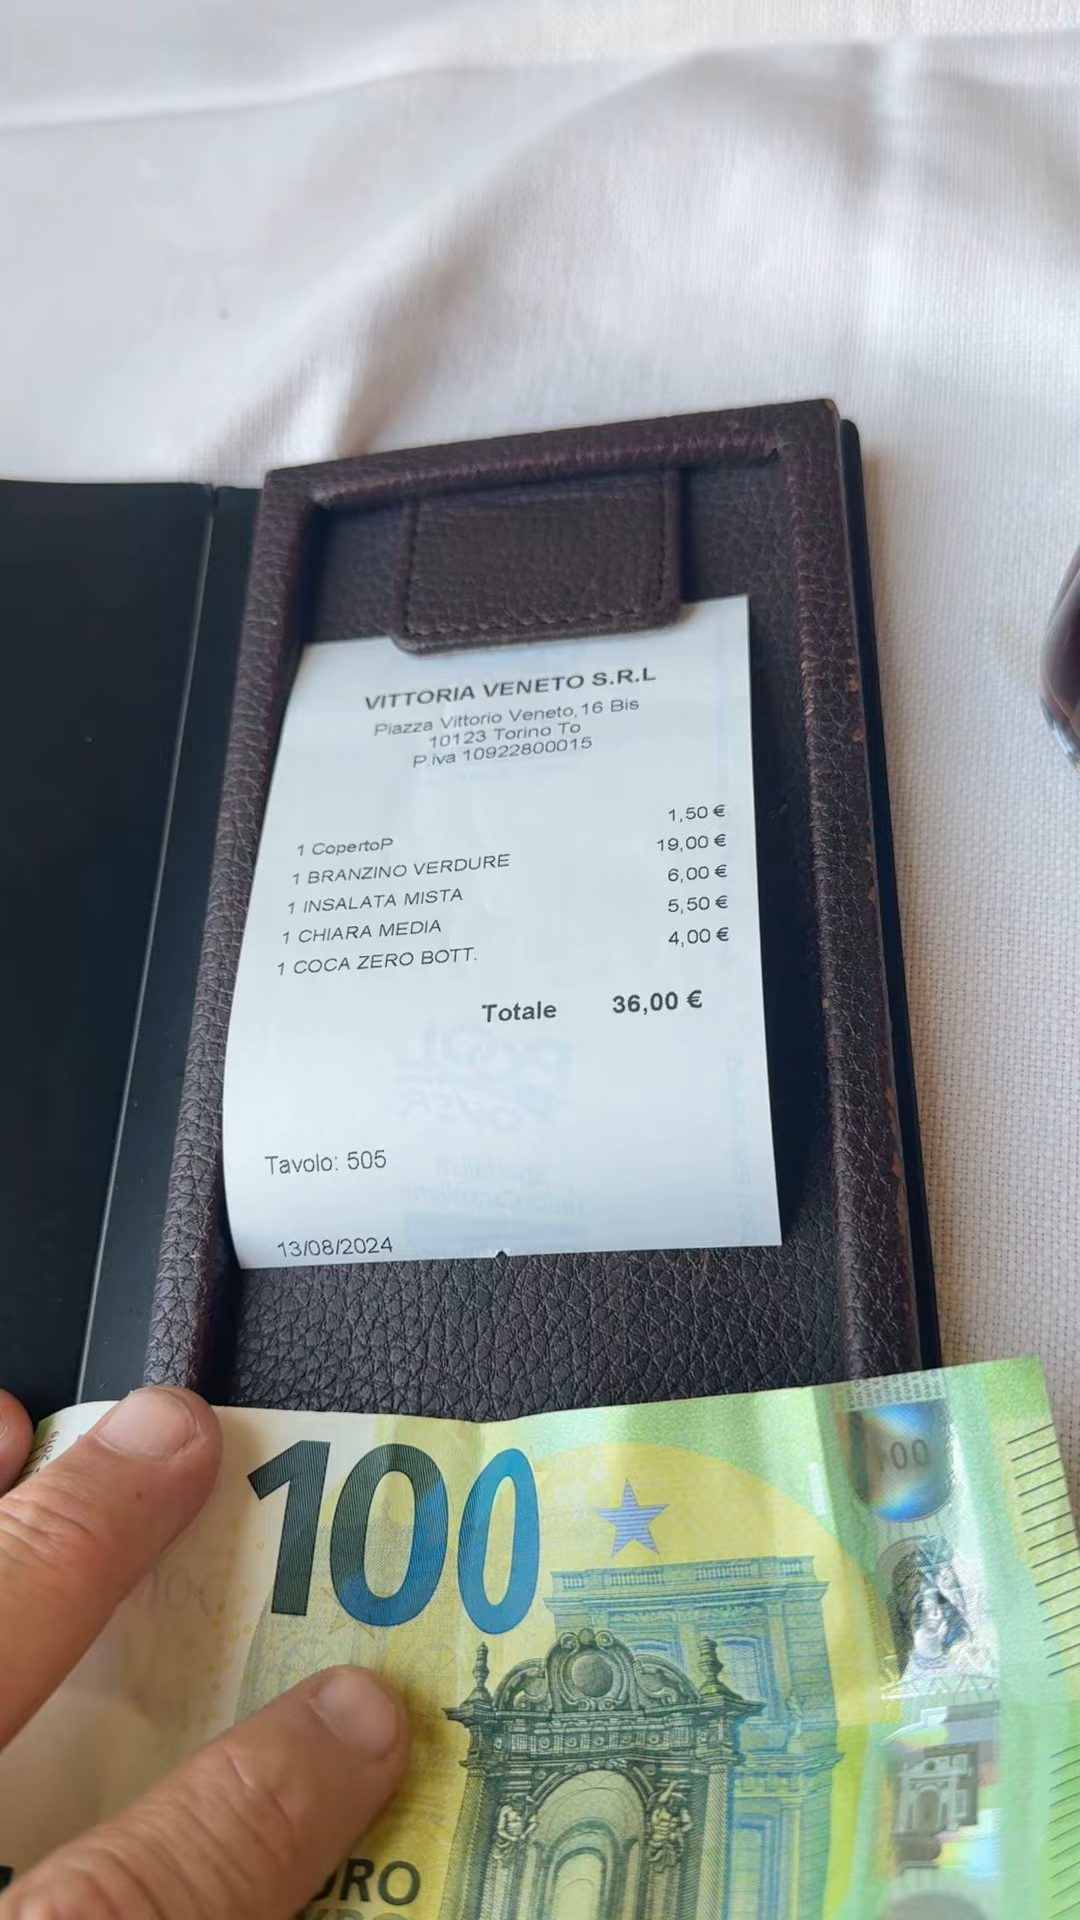 VITTORIA VENETO S.R.L
Piazza Vittorio Veneto,16 Bis
10123 Torino To
P.iva 10922800015
1 CopertoP 1,50 €
1 BRANZINO VERDURE 19,00 €
1 INSALATA MISTA 6,00 €
1 CHIARA MEDIA 5,50 €
1 COCA ZERO BOTT. 4,00 €
Totale 36,00 €
Tavolo: 505
13/08/2024
2019
100
100